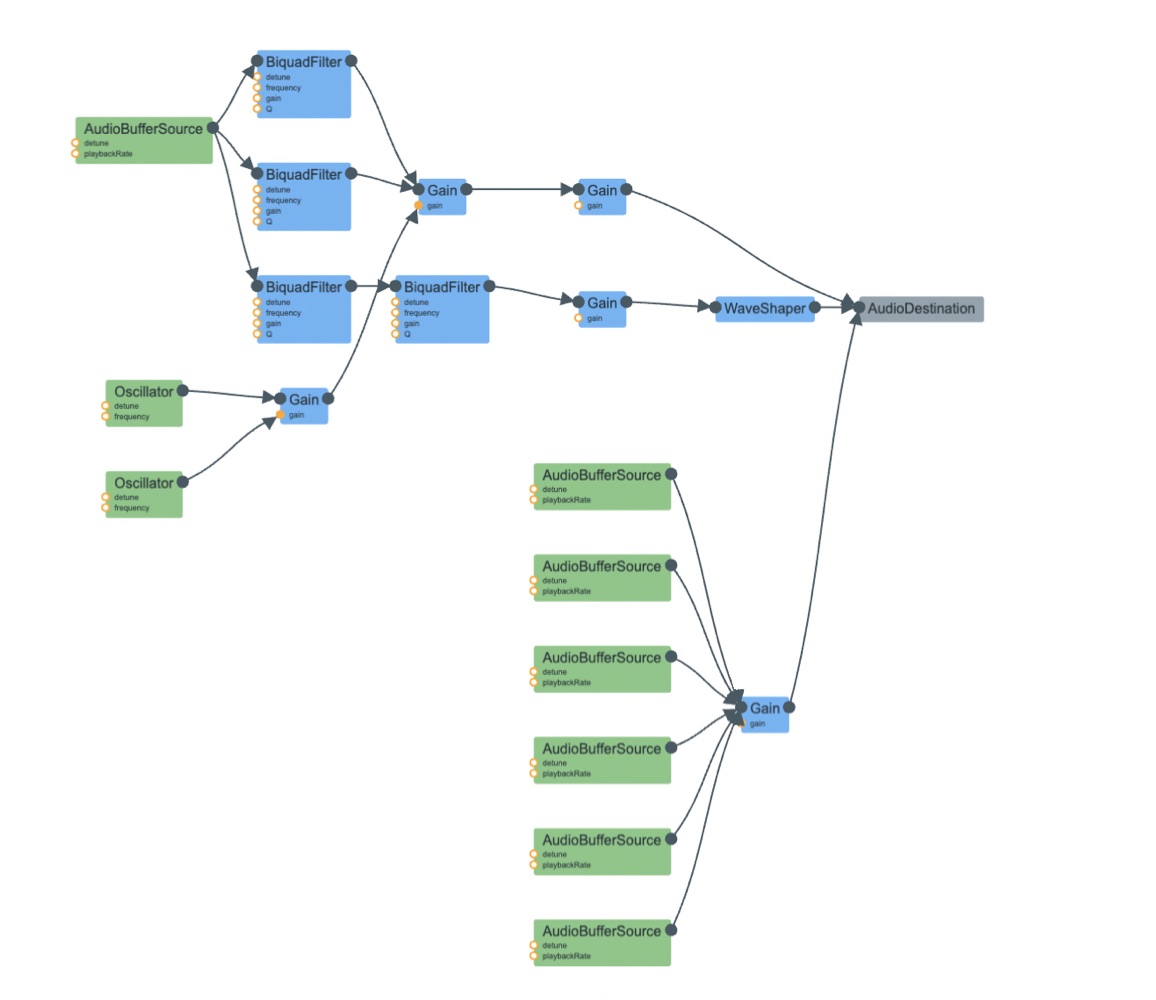 BiquadFilter
detune
frequency
gain
Q
AudioBufferSource
detune
playbackRate
BiquadFilter
detune
frequency
gain
Q
Gain
gain
Gain
gain
BiquadFilter
detune
frequency
gain
Q
BiquadFilter
detune
frequency
gain
Q
Gain
gain
WaveShaper
AudioDestination
Oscillator
detune
frequency
Gain
gain
Oscillator
detune
frequency
AudioBufferSource
detune
playbackRate
AudioBufferSource
detune
playbackRate
AudioBufferSource
detune
playbackRate
Gain
gain
AudioBufferSource
detune
playbackRate
AudioBufferSource
detune
playbackRate
AudioBufferSource
detune
playbackRate